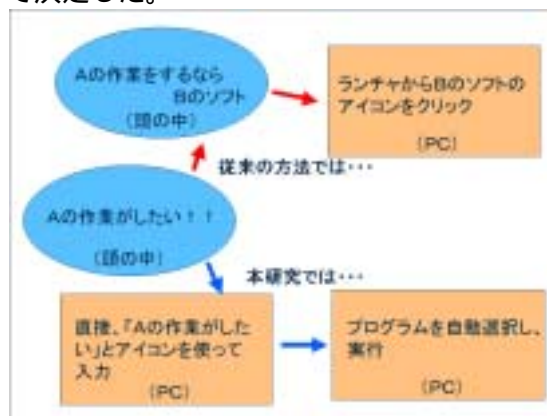 Aの作業をするなら
Bのソフト
(頭の中)
ランチャからBのソフトの
アイコンをクリック
(PC)
従来の方法では・・・
Aの作業がしたい！！
(頭の中)
本研究では・・・
直接、「Aの作業がした
い」とアイコンを使って
入力
(PC)
プログラムを自動選択し、
実行
(PC)